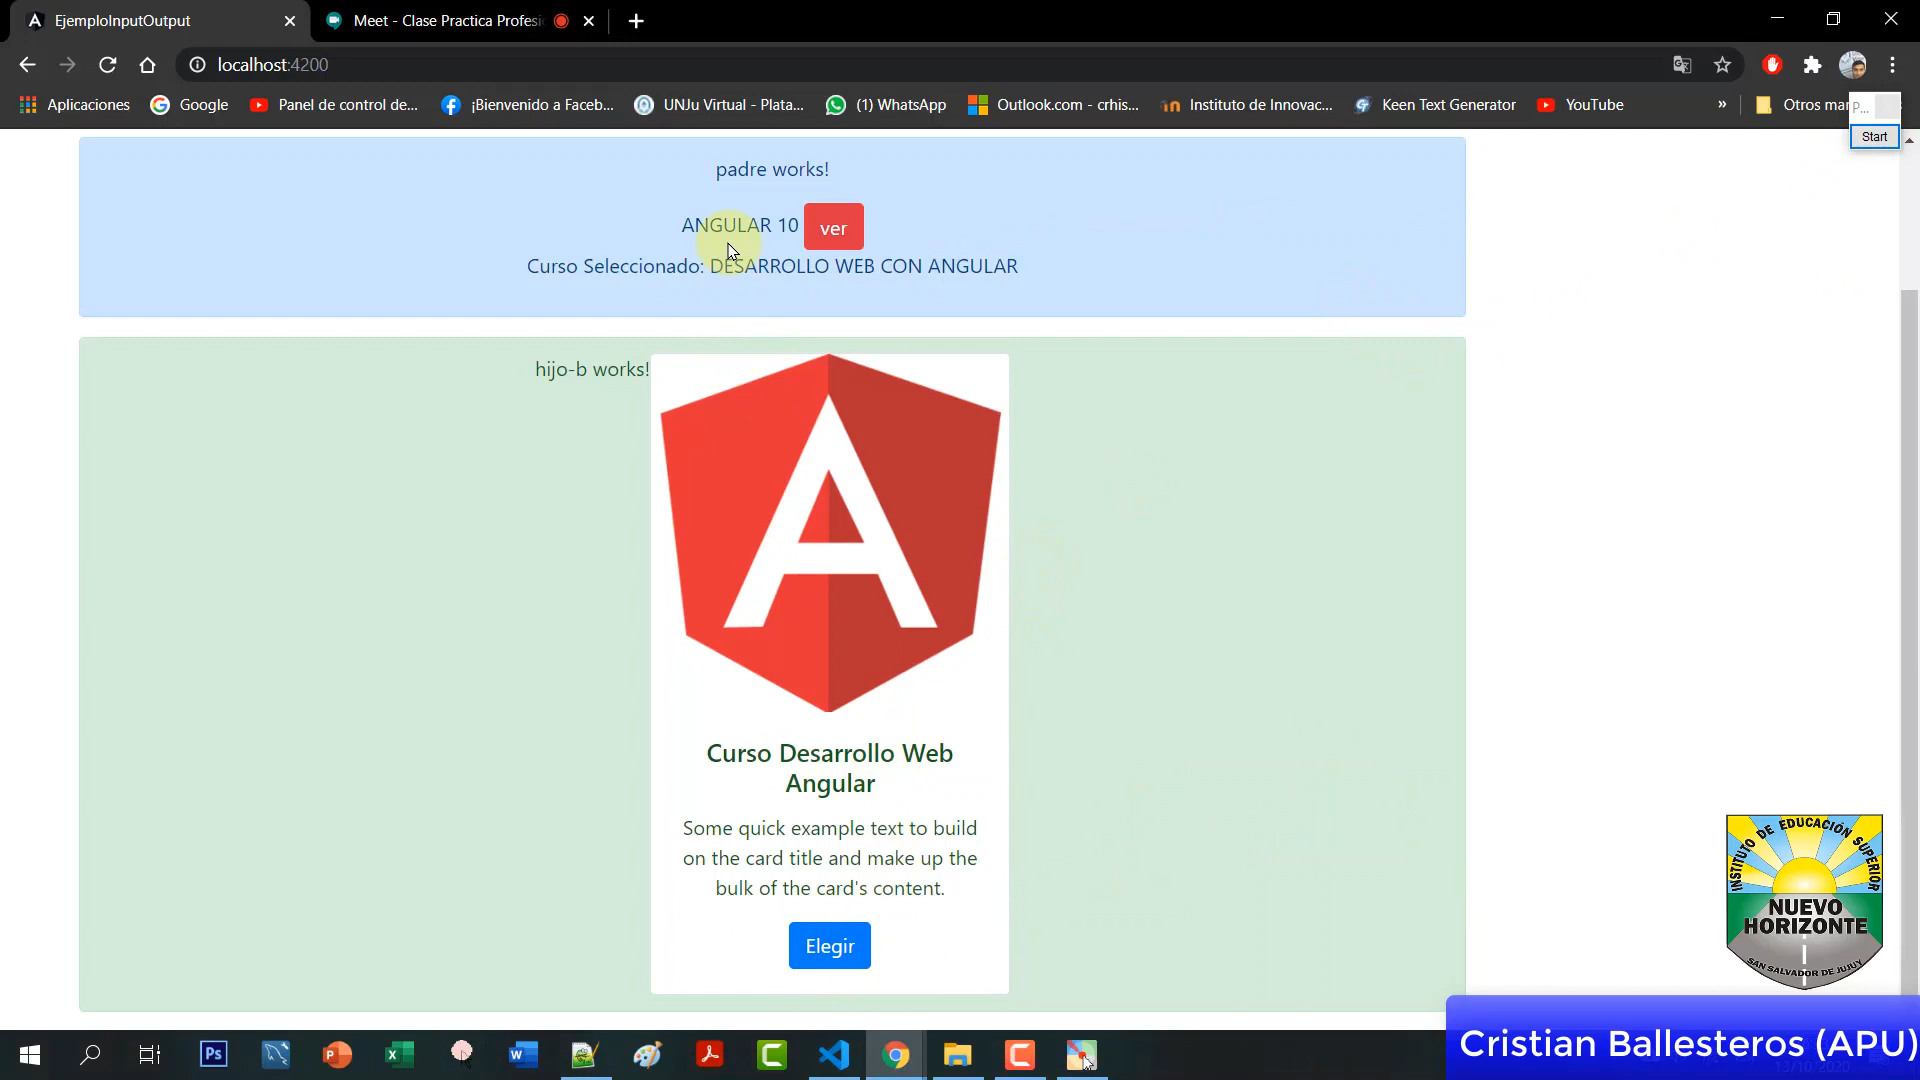 EjemploInputOutput
Meet - Clase Practica Profesi
localhost:4200
Aplicaciones
Google
Panel de control de...
¡Bienvenido a Faceb...
UNJu Virtual - Plata...
(1) WhatsApp
Outlook.com - crhis...
in
Instituto de Innovac...
Keen Text Generator
YouTube
»
Otros mar
P...
Start
padre works!
ANGULAR 10
ver
Curso Seleccionado: DESARROLLO WEB CON ANGULAR
hijo-b works!
A
Curso Desarrollo Web
Angular
Some quick example text to build
on the card title and make up the
bulk of the card's content.
Elegir
INSTITUTO DE EDUCACIÓN SUPERIOR
NUEVO
HORIZONTE
SAN SALVADOR DE JUJUY
Cristian Ballesteros (APU)
13/10/2020